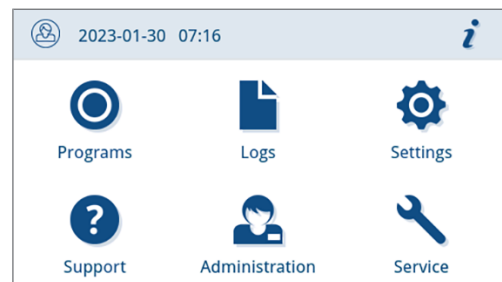 2023-01-30 07:16 i
Programs Logs Settings
? 
Support Administration Service